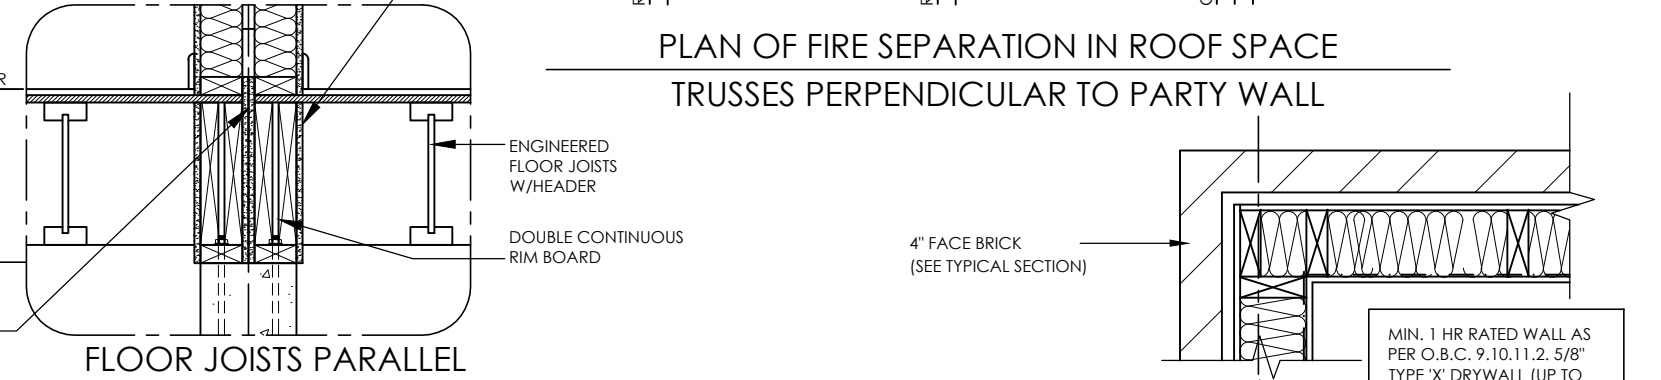 PLAN OF FIRE SEPARATION IN ROOF SPACE
TRUSSES PERPENDICULAR TO PARTY WALL
R
ENGINEERED
FLOOR JOISTS
W/HEADER
DOUBLE CONTINUOUS
RIM BOARD
FLOOR JOISTS PARALLEL
4" FACE BRICK
(SEE TYPICAL SECTION)
MIN. 1 HR RATED WALL AS
PER O.B.C. 9.10.11.2. 5/8"
TYPE 'X' DRYWALL (UP TO